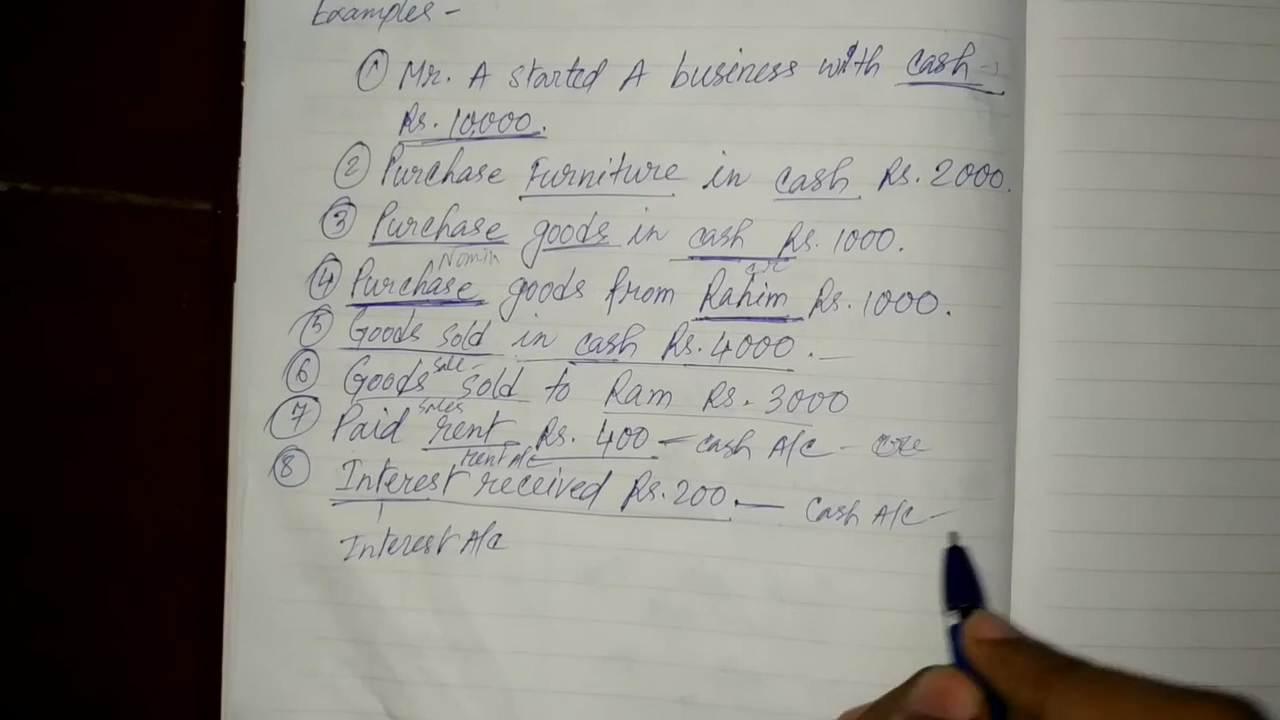 Examples -
① Mr. A started A business with cash
Rs. 10,000.
② Purchase Furniture in cash Rs. 2000.
③ Purchase goods in cash Rs. 1000.
Nomin
④ Purchase goods from Rahim Rs. 1000.
⑤ Goods sold in cash Rs. 4000. —
sale -
⑥ Goods sold to Ram Rs. 3000
sales
⑦ Paid rent Rs. 400 — cash A/c -
rent A/c
⑧ Interest received Rs. 200. — Cash A/c -
Interest A/c